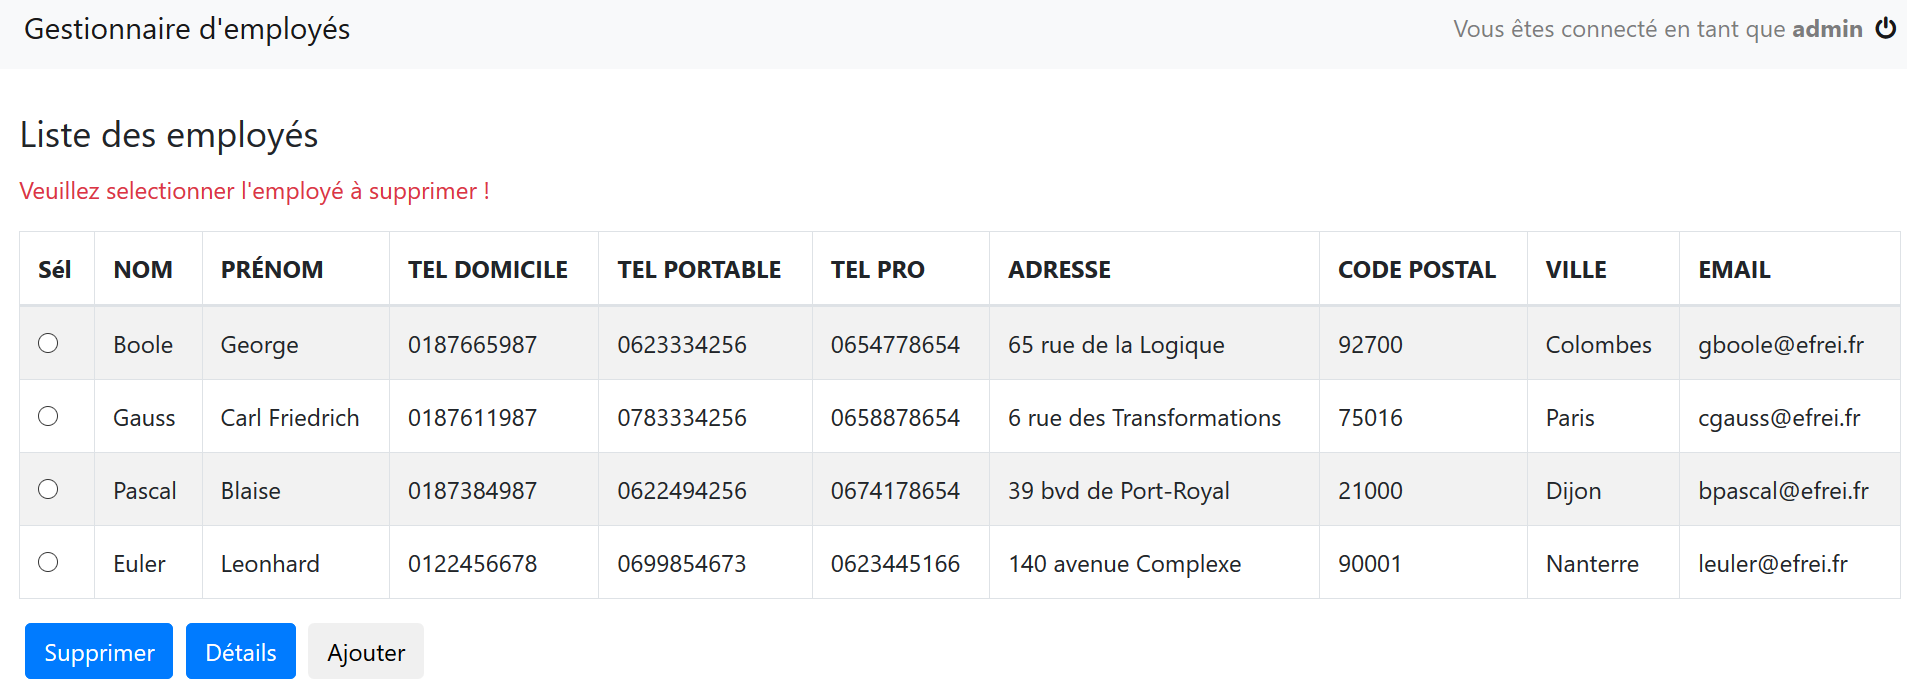 Gestionnaire d'employés Vous êtes connecté en tant que admin
Liste des employés
Veuillez selectionner l'employé à supprimer !
Sél NOM PRÉNOM TEL DOMICILE TEL PORTABLE TEL PRO ADRESSE CODE POSTAL VILLE EMAIL
Boole George 0187665987 0623334256 0654778654 65 rue de la Logique 92700 Colombes gboole@efrei.fr
Gauss Carl Friedrich 0187611987 0783334256 0658878654 6 rue des Transformations 75016 Paris cgauss@efrei.fr
Pascal Blaise 0187384987 0622494256 0674178654 39 bvd de Port-Royal 21000 Dijon bpascal@efrei.fr
Euler Leonhard 0122456678 0699854673 0623445166 140 avenue Complexe 90001 Nanterre leuler@efrei.fr
Supprimer Détails Ajouter